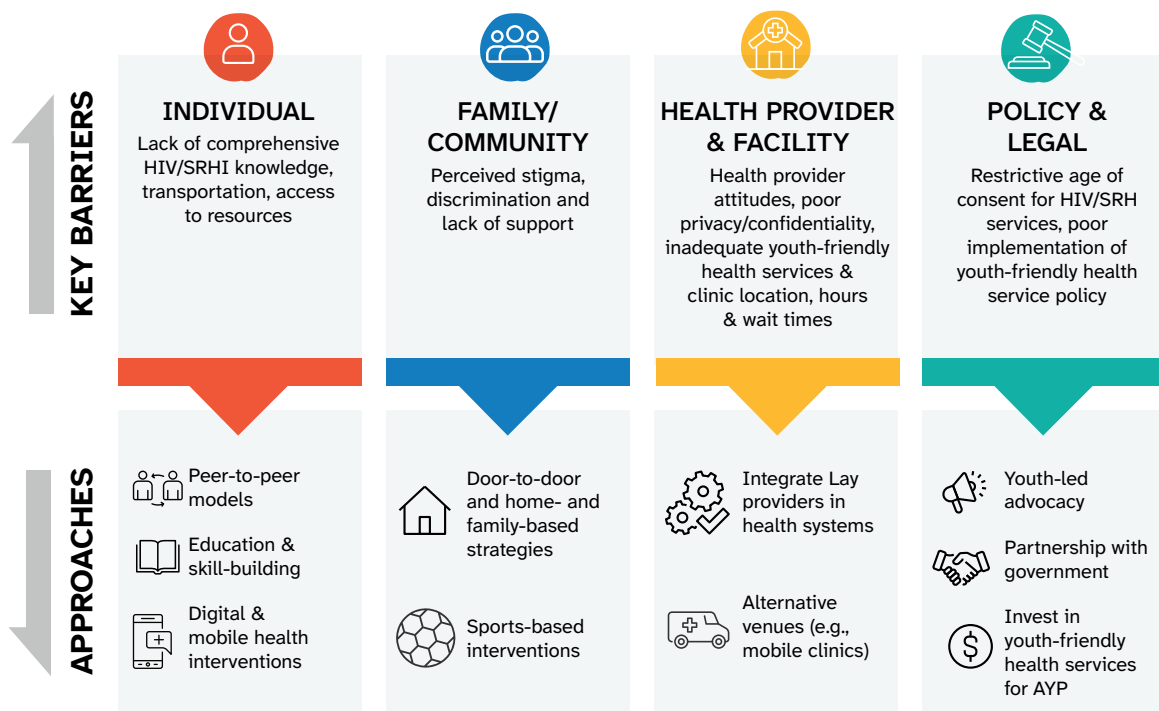 KEY BARRIERS
INDIVIDUAL
Lack of comprehensive
HIV/SRHI knowledge,
transportation, access
to resources
FAMILY/
COMMUNITY
Perceived stigma,
discrimination and
lack of support
HEALTH PROVIDER
& FACILITY
Health provider
attitudes, poor
privacy/confidentiality,
inadequate youth-friendly
health services &
clinic location, hours
& wait times
POLICY &
LEGAL
Restrictive age of
consent for HIV/SRH
services, poor
implementation of
youth-friendly health
service policy
APPROACHES
Peer-to-peer
models
Education &
skill-building
Digital &
mobile health
interventions
Door-to-door
and home- and
family-based
strategies
Sports-based
interventions
Integrate Lay
providers in
health systems
Alternative
venues (e.g.,
mobile clinics)
Youth-led
advocacy
Partnership with
government
$
Invest in
youth-friendly
health services
for AYP